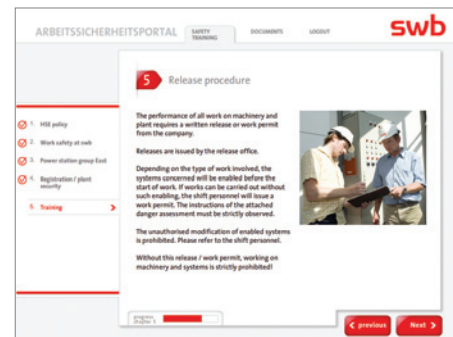 ARBEITSSICHERHEITSPORTAL
SAFETY TRAINING
DOCUMENTS
LOGOUT
swb
5 Release procedure
1. HSE policy
2. Work safety at swb
3. Power station group East
4. Registration / plant
security
5. Training
The performance of all work on machinery and
plant requires a written release or work permit
from the company.
Releases are issued by the release office.
Depending on the type of work involved, the
systems concerned will be enabled before the
start of work. If works can be carried out without
such enabling, the shift personnel will issue a
work permit. The instructions of the attached
danger assessment must be strictly observed.
The unauthorised modification of enabled systems
is prohibited. Please refer to the shift personnel.
Without this release / work permit, working on
machinery and systems is strictly prohibited!
progress
chapter 5
previous
Next